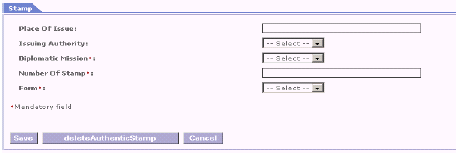 Stamp
Place Of Issue:
Issuing Authority: -- Select --
Diplomatic Mission*: -- Select --
Number Of Stamp*:
Form*: -- Select --
*Mandatory field
Save deleteAuthenticStamp Cancel